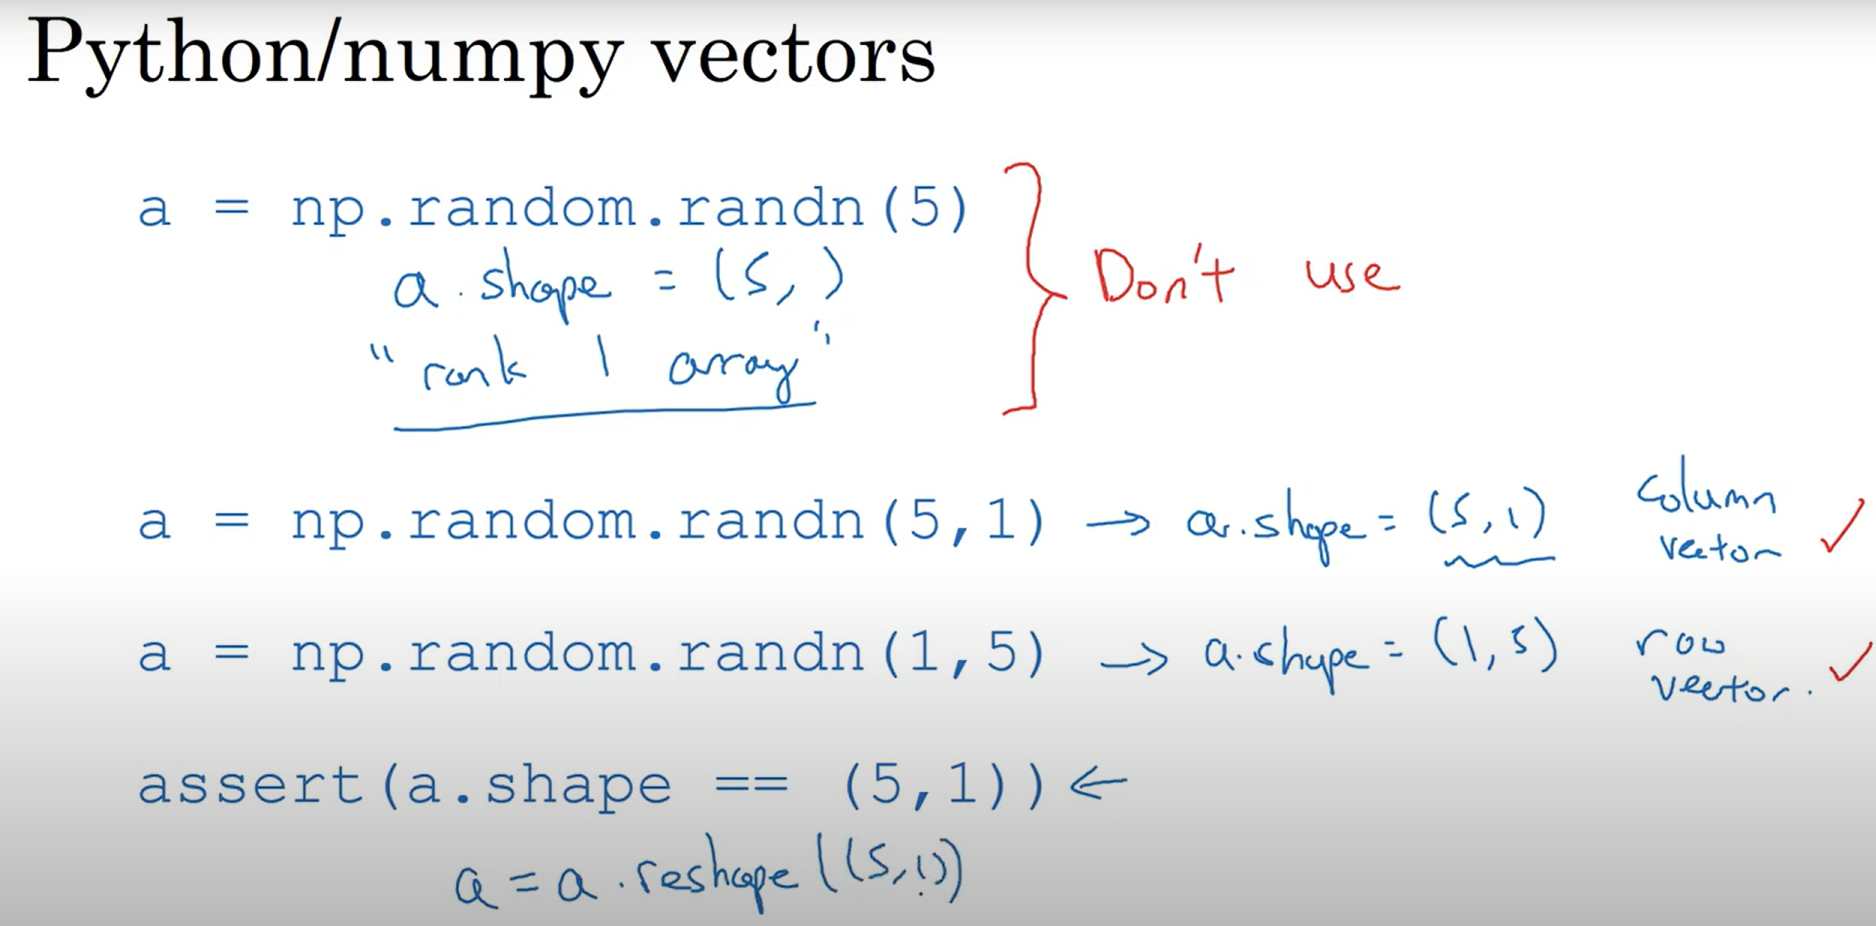 Python/numpy vectors
a = np.random.randn(5)
a.shape = (5, )
"rank 1 array"
Don't use
a = np.random.randn(5,1) → a.shape = (5,1) column vector ✓
a = np.random.randn(1,5) → a.shape = (1,5) row vector. ✓
assert(a.shape == (5,1)) ←
a = a.reshape((5,1))